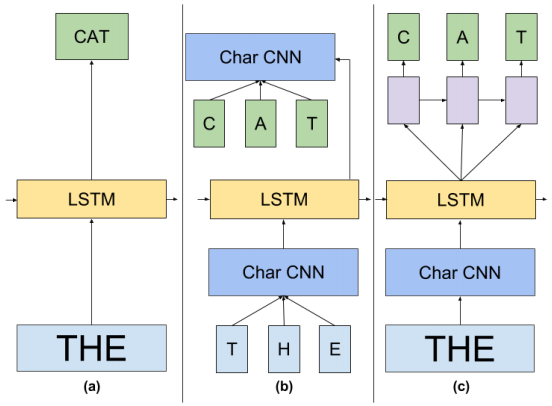 CAT
LSTM
THE
(a)
Char CNN
C A T
LSTM
Char CNN
T H E
(b)
C A T
LSTM
Char CNN
THE
(c)